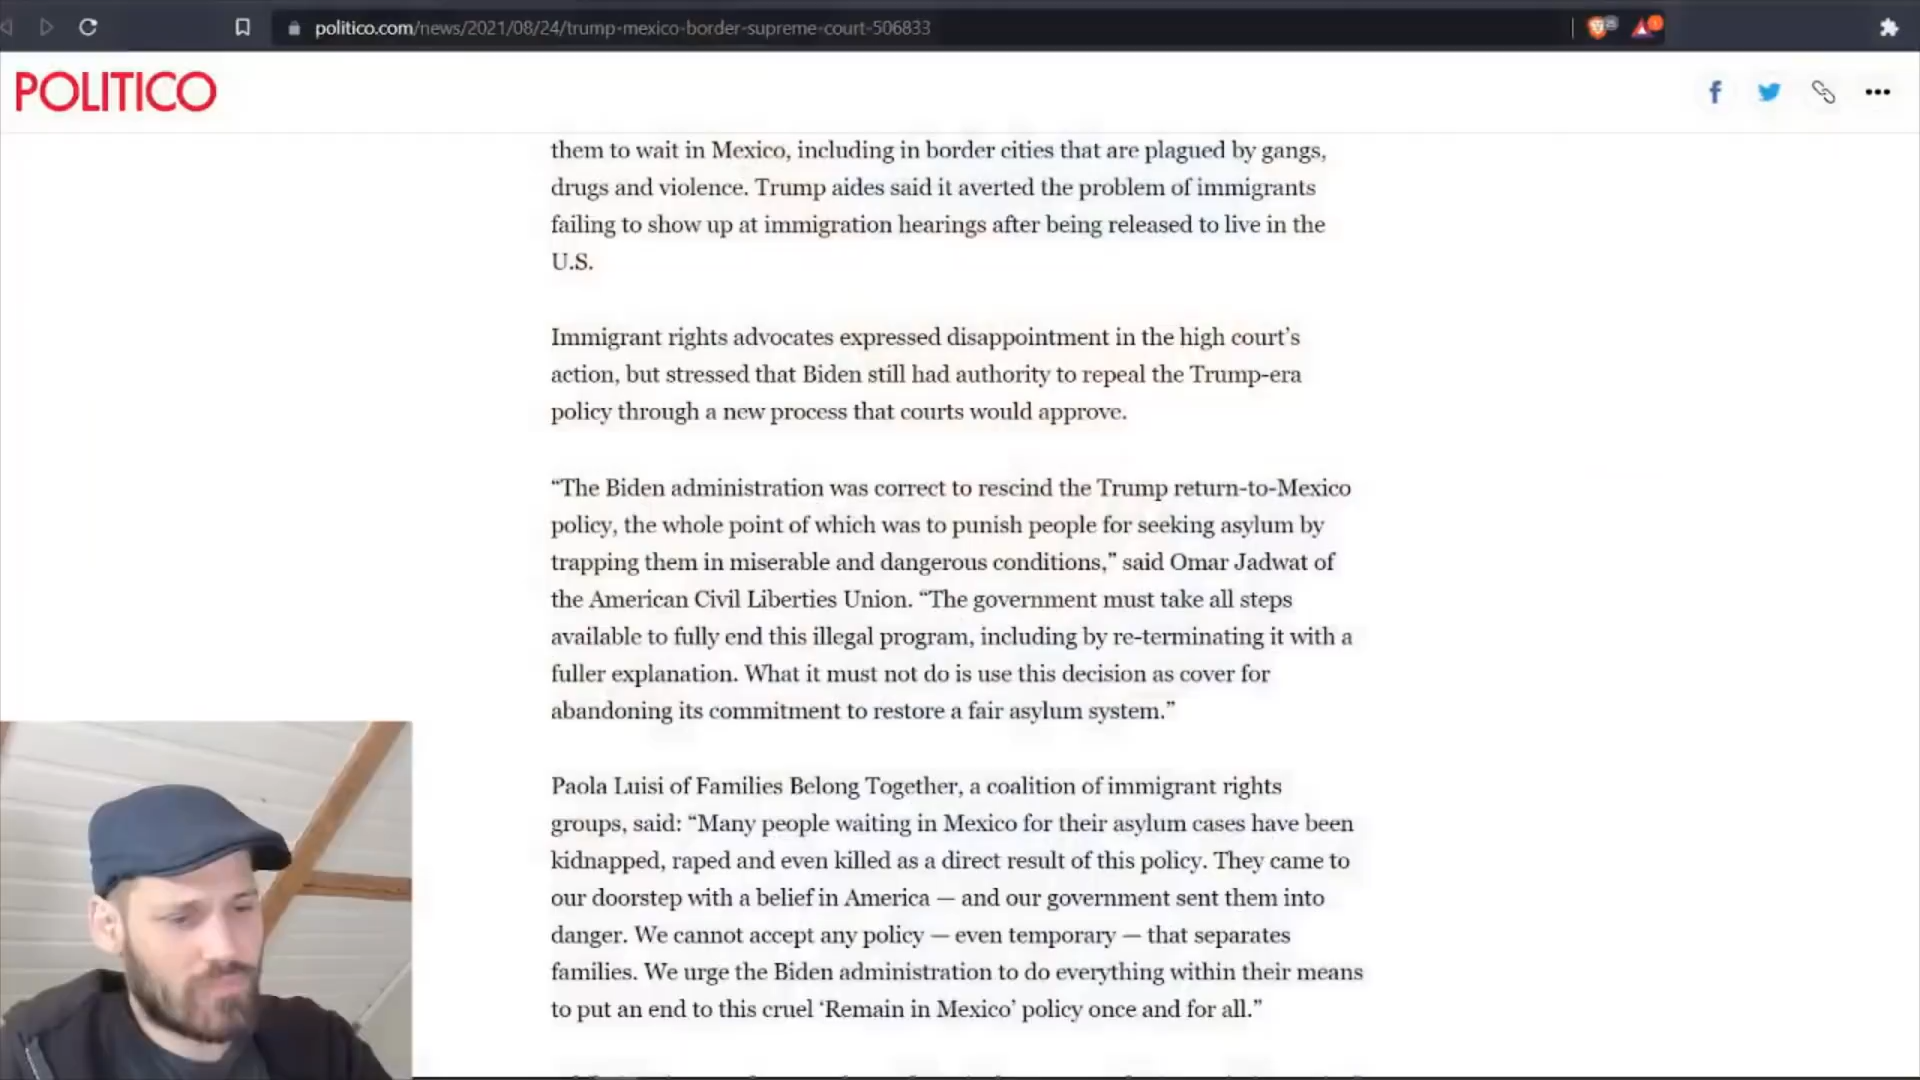 politico.com/news/2021/08/24/trump-mexico-border-supreme-court-506833
POLITICO
them to wait in Mexico, including in border cities that are plagued by gangs,
drugs and violence. Trump aides said it averted the problem of immigrants
failing to show up at immigration hearings after being released to live in the
U.S.
Immigrant rights advocates expressed disappointment in the high court’s
action, but stressed that Biden still had authority to repeal the Trump-era
policy through a new process that courts would approve.
“The Biden administration was correct to rescind the Trump return-to-Mexico
policy, the whole point of which was to punish people for seeking asylum by
trapping them in miserable and dangerous conditions,” said Omar Jadwat of
the American Civil Liberties Union. “The government must take all steps
available to fully end this illegal program, including by re-terminating it with a
fuller explanation. What it must not do is use this decision as cover for
abandoning its commitment to restore a fair asylum system.”
Paola Luisi of Families Belong Together, a coalition of immigrant rights
groups, said: “Many people waiting in Mexico for their asylum cases have been
kidnapped, raped and even killed as a direct result of this policy. They came to
our doorstep with a belief in America — and our government sent them into
danger. We cannot accept any policy — even temporary — that separates
families. We urge the Biden administration to do everything within their means
to put an end to this cruel ‘Remain in Mexico’ policy once and for all.”